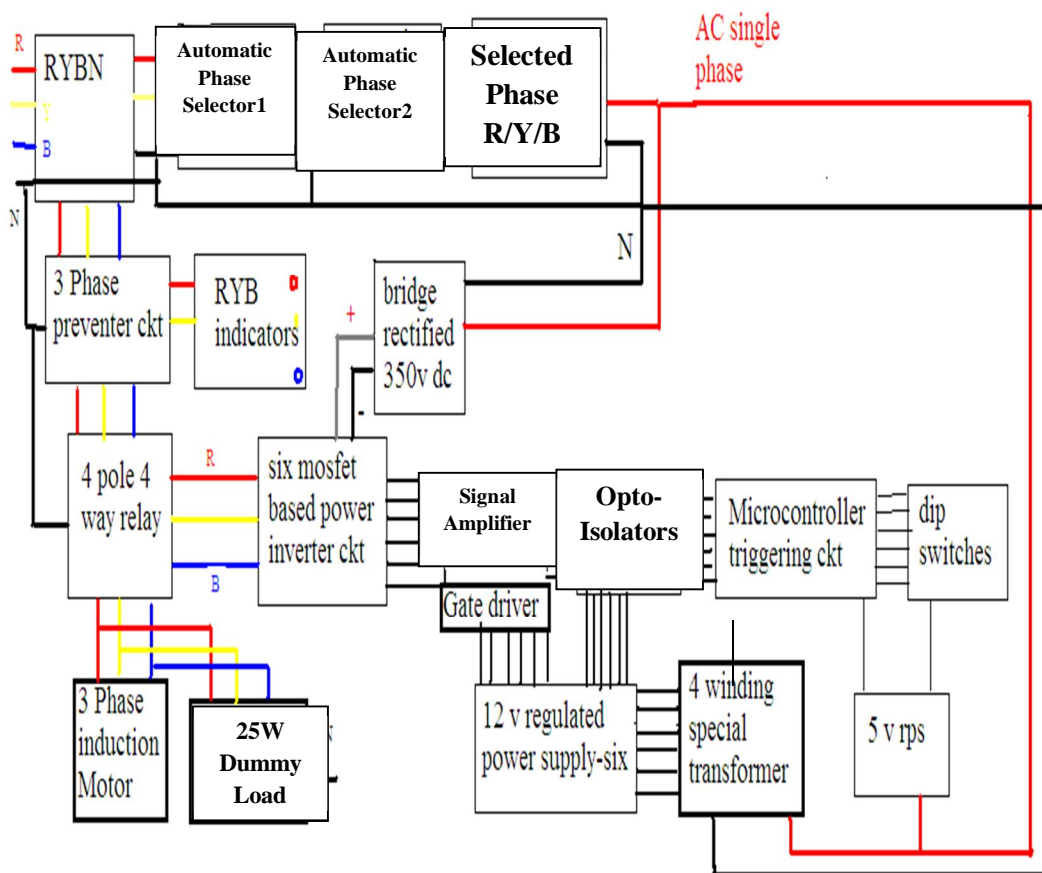 R
Y
B
N
RYBN
Automatic
Phase
Selector1
Automatic
Phase
Selector2
Selected
Phase
R/Y/B
AC single
phase
N
3 Phase
preventer ckt
RYB
indicators
bridge
rectified
350v dc
+
-
4 pole 4
way relay
R
B
six mosfet
based power
inverter ckt
Signal
Amplifier
Opto-
Isolators
Microcontroller
triggering ckt
dip
switches
Gate driver
3 Phase
induction
Motor
25W
Dummy
Load
N
12 v regulated
power supply-six
4 winding
special
transformer
5 v rps